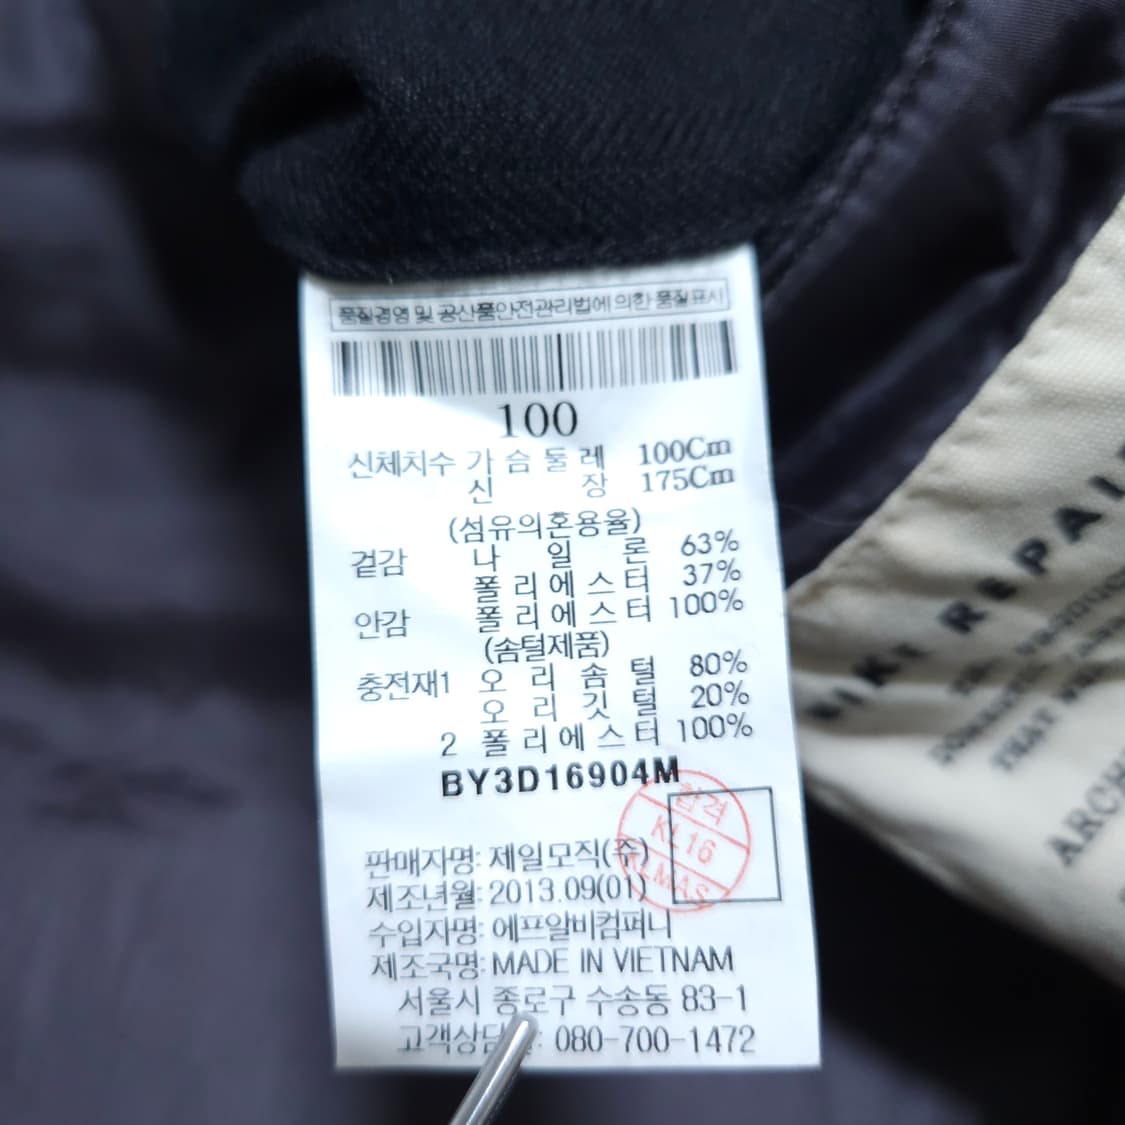 품질경영 및 공산품안전관리법에 의한 품질표시
100
신체치수 가슴둘레 100Cm
신장 175Cm
(섬유의혼용율)
겉감 나일론 63%
폴리에스터 37%
안감 폴리에스터 100%
(솜털제품)
충전재1 오리솜털 80%
오리깃털 20%
2 폴리에스터 100%
BY3D16904M
합격
KL16
판매자명: 제일모직(주)
제조년월: 2013.09(01)
수입자명: 에프알비컴퍼니
제조국명: MADE IN VIETNAM
서울시 종로구 수송동 83-1
고객상담 : 080-700-1472
BIKE REPAIR
THAT